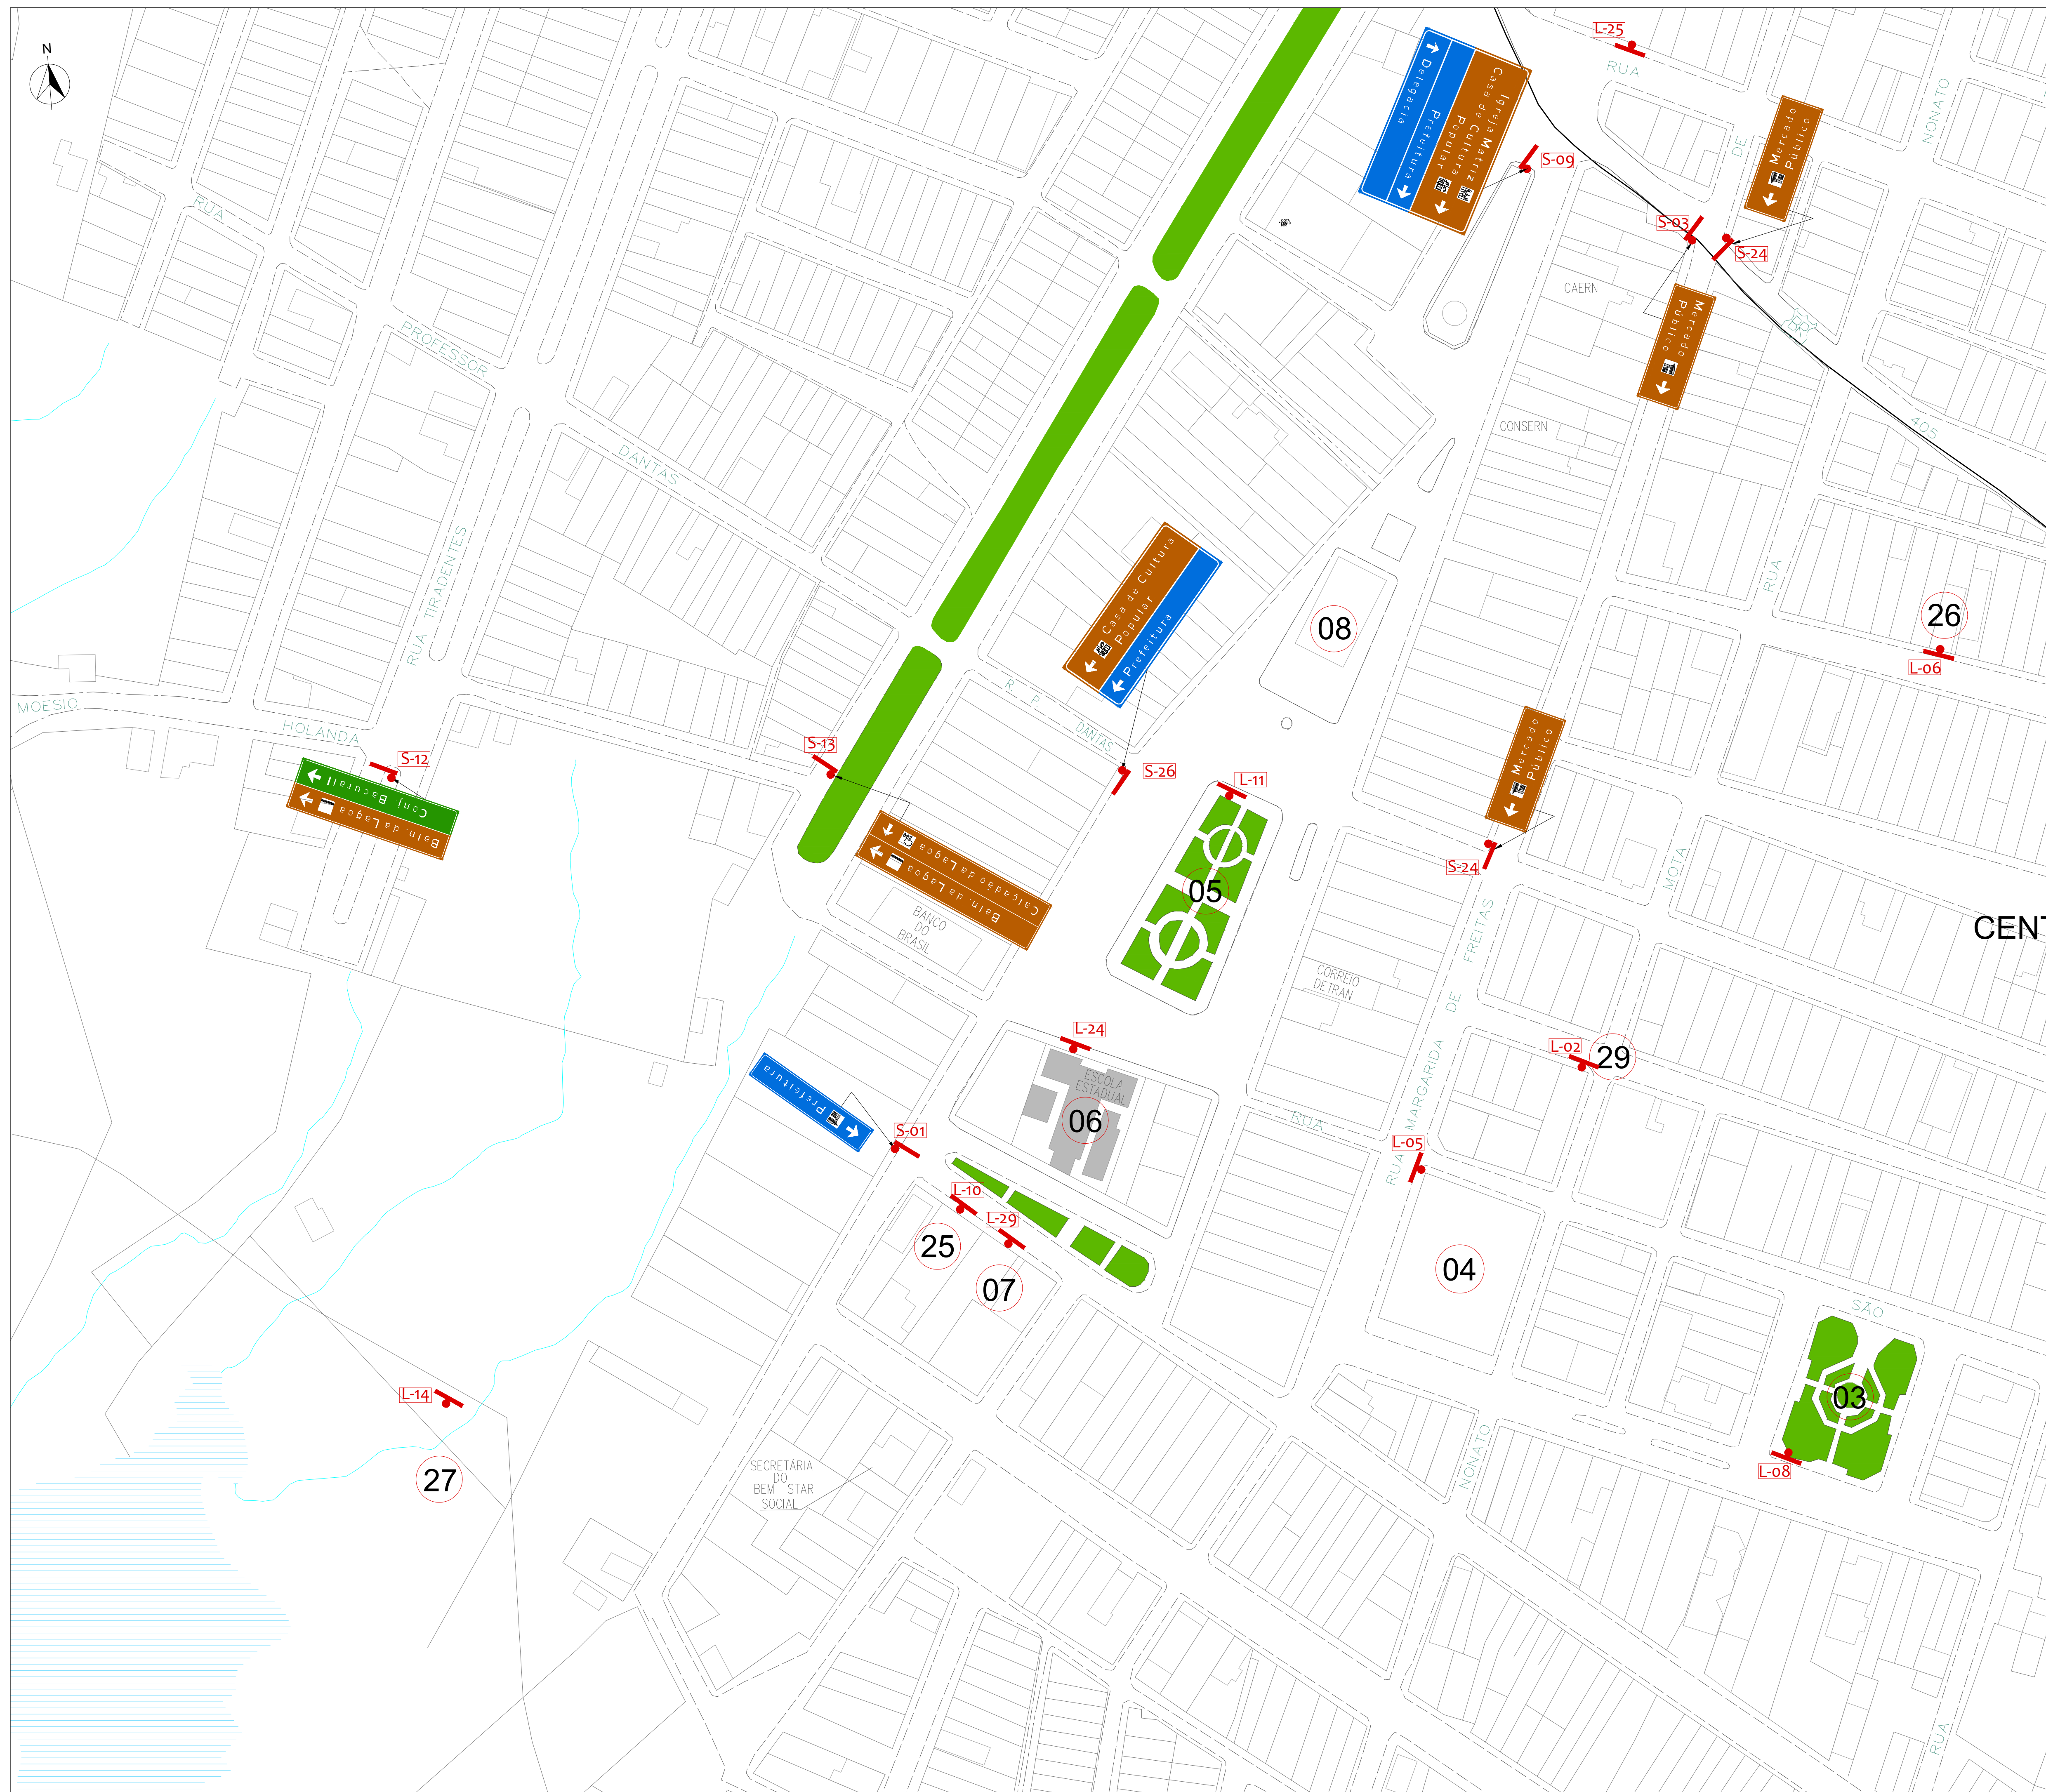 N
L-25
RUA
NONATO
DE
Delegacia
Prefeitura
Igreja Matriz
Casa de Cultura
Popular
S-09
Mercado
Público
S-03
S-24
CAERN
Mercado
Público
RUA
PROFESSOR
405
CONSERN
DANTAS
RUA TIRADENTES
Casa de Cultura
Popular
Prefeitura
08
RUA
26
L-06
R. P. DANTAS
MOESIO
HOLANDA
S-12
Conj. Bacurau I
Baln. da Lagoa
S-13
S-26
L-11
Mercado
Público
S-24
MOTA
Calçadão da Lagoa
Baln. da Lagoa
BANCO
DO
BRASIL
05
CENT
CORREIO
DETRAN
RUA MARGARIDA DE FREITAS
L-24
ESCOLA
ESTADUAL
06
L-02
29
Prefeitura
S-01
RUA
L-05
L-10
L-29
25
07
04
SÃO
03
L-08
L-14
27
SECRETÁRIA
DO
BEM STAR
SOCIAL
NONATO
RUA